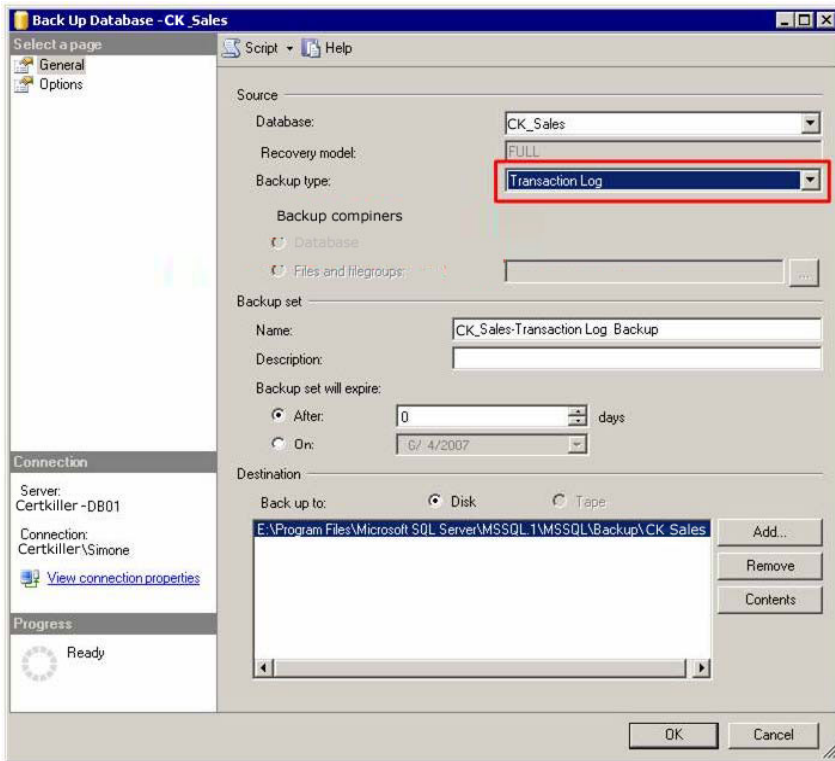 Back Up Database - CK_Sales
Select a page
General
Options
Script Help
Source
Database: CK_Sales
Recovery model: FULL
Backup type: Transaction Log
Backup compiners
Database
Files and filegroups: ...
Backup set
Name: CK_Sales-Transaction Log Backup
Description:
Backup set will expire:
After: 0 days
On: 6/ 4/2007
Destination
Back up to: Disk Tape
E:\Program Files\Microsoft SQL Server\MSSQL.1\MSSQL\Backup\CK Sales
Add...
Remove
Contents
Connection
Server:
Certkiller -DB01
Connection:
Certkiller\Simone
View connection properties
Progress
Ready
OK Cancel